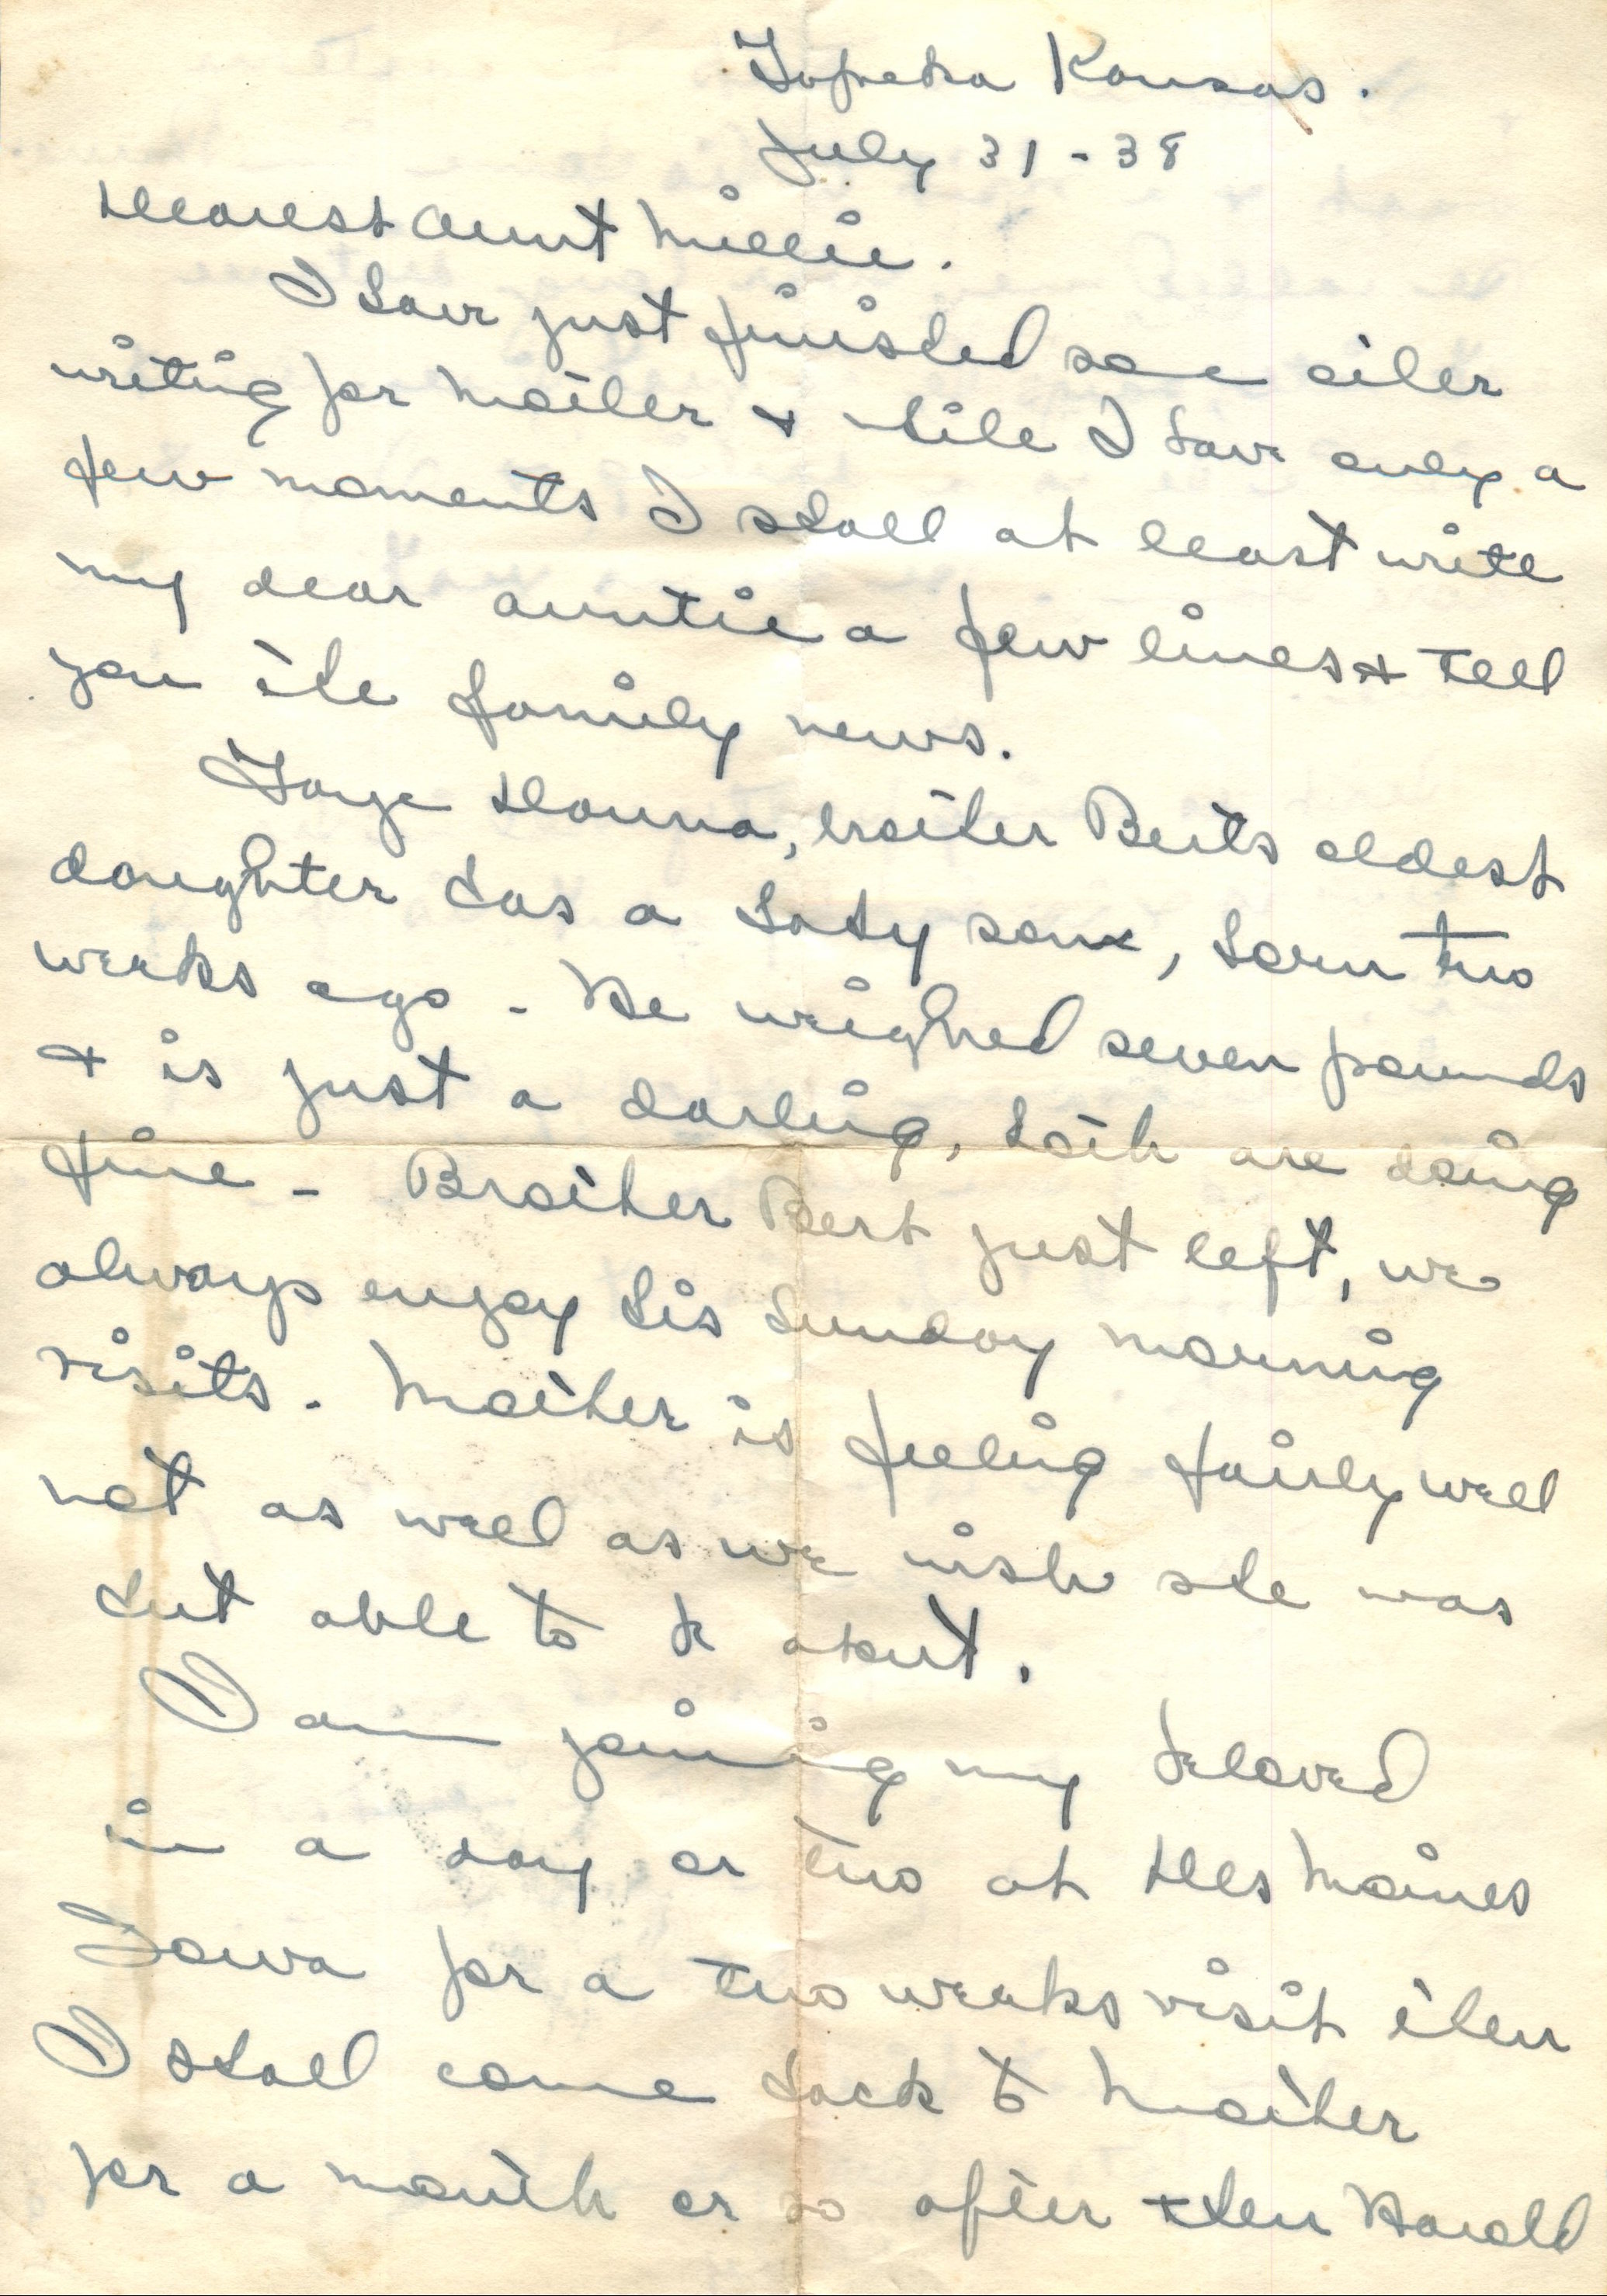 Topeka Kansas.
July 31-38
Dearest Aunt Millie.
I have just finished some other
writing for Mother + while I have only a
few moments I shall at least write
my dear auntie a few lines + tell
you the family news.
Faye Donna, brother Berts oldest
daughter has a baby son, born two
weeks ago - He weighed seven pounds
+ is just a darling, both are doing
fine - Brother Bert just left, we
always enjoy his Sunday morning
visits. Mother is feeling fairly well
not as well as we wish she was
but able to be about.
I am joining my beloved
in a day or two at Des Moines
Iowa for a two weeks visit then
I shall come back to Mother
for a month or so after then Harold